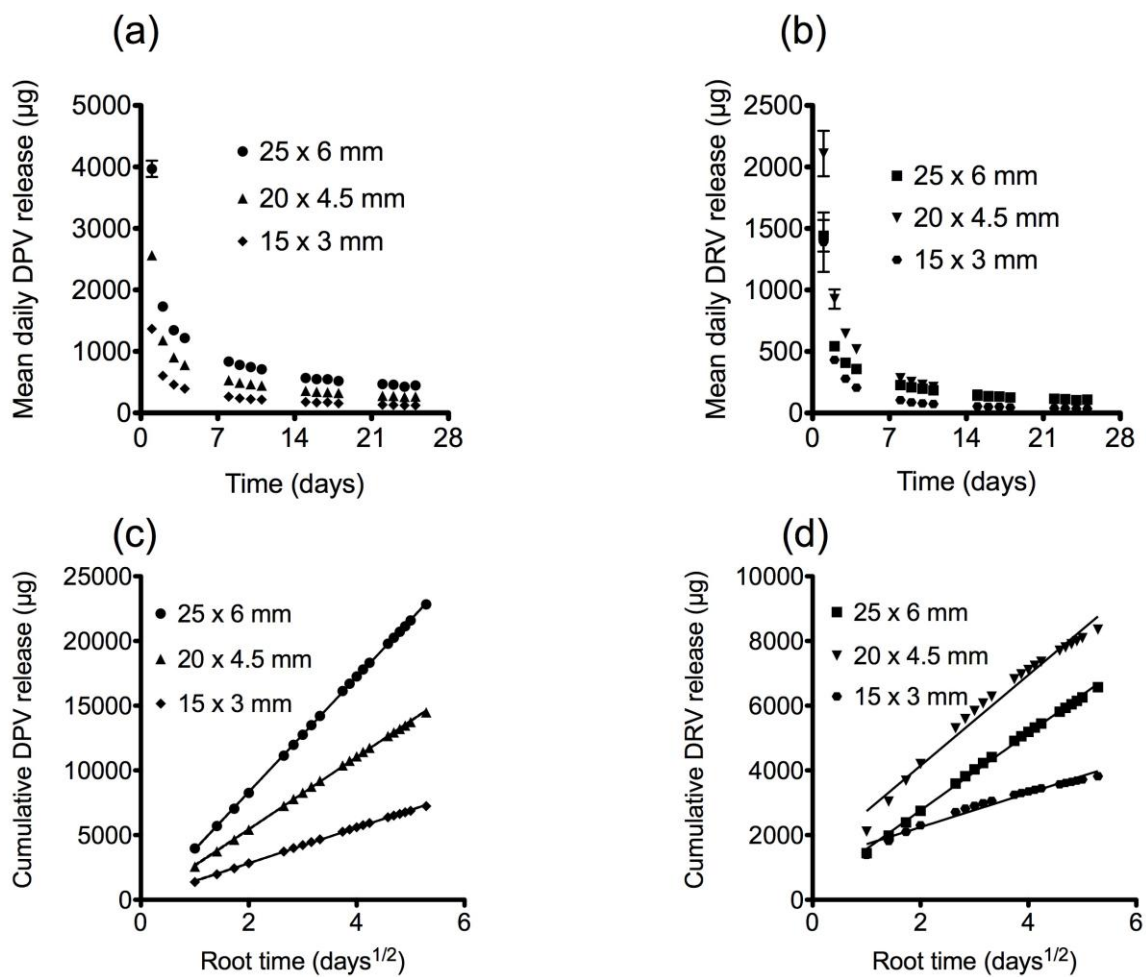 (a)
Mean daily DPV release (µg)
5000
4000
3000
2000
1000
0
25 x 6 mm
20 x 4.5 mm
15 x 3 mm
0 7 14 21 28
Time (days)
(b)
Mean daily DRV release (µg)
2500
2000
1500
1000
500
0
25 x 6 mm
20 x 4.5 mm
15 x 3 mm
0 7 14 21 28
Time (days)
(c)
Cumulative DPV release (µg)
25000
20000
15000
10000
5000
0
25 x 6 mm
20 x 4.5 mm
15 x 3 mm
0 2 4 6
Root time (days1/2)
(d)
Cumulative DRV release (µg)
10000
8000
6000
4000
2000
0
25 x 6 mm
20 x 4.5 mm
15 x 3 mm
0 2 4 6
Root time (days1/2)